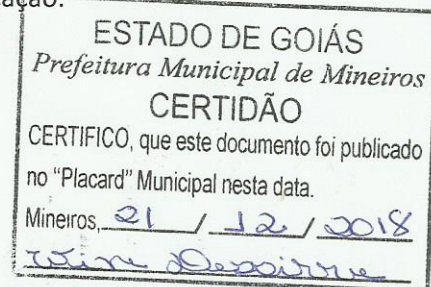 ação.
ESTADO DE GOIÁS
Prefeitura Municipal de Mineiros
CERTIDÃO
CERTIFICO, que este documento foi publicado
no “Placard” Municipal nesta data.
Mineiros, 21 / 12 / 2018